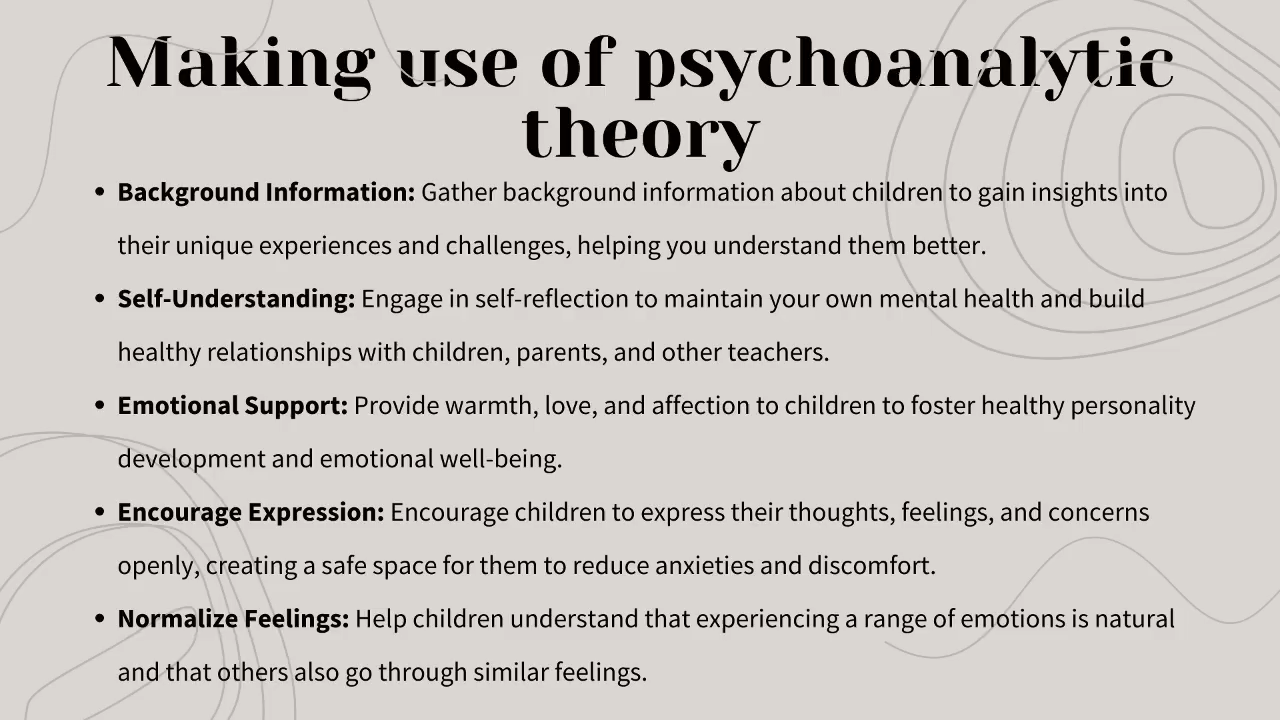 Making use of psychoanalytic
theory
• Background Information: Gather background information about children to gain insights into
their unique experiences and challenges, helping you understand them better.
• Self-Understanding: Engage in self-reflection to maintain your own mental health and build
healthy relationships with children, parents, and other teachers.
• Emotional Support: Provide warmth, love, and affection to children to foster healthy personality
development and emotional well-being.
• Encourage Expression: Encourage children to express their thoughts, feelings, and concerns
openly, creating a safe space for them to reduce anxieties and discomfort.
• Normalize Feelings: Help children understand that experiencing a range of emotions is natural
and that others also go through similar feelings.